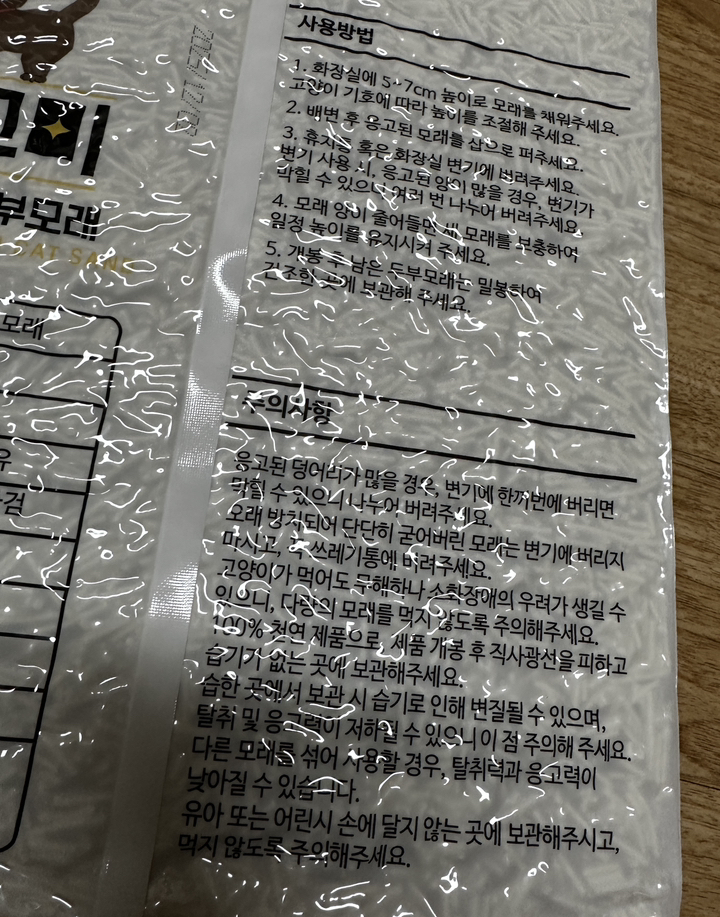 고비
부모래
CAT SAND
모래
유
검
사용방법
1. 화장실에 5~7cm 높이로 모래를 채워주세요.
고양이 기호에 따라 높이를 조절해 주세요.
2. 배변 후 응고된 모래를 삽으로 퍼주세요.
3. 휴지통 혹은 화장실 변기에 버려주세요.
변기 사용 시, 응고된 양이 많을 경우, 변기가
막힐 수 있으니 여러 번 나누어 버려주세요.
4. 모래 양이 줄어들면 새 모래를 보충하여
일정 높이를 유지시켜 주세요.
5. 개봉 후 남은 두부모래는 밀봉하여
건조한 곳에 보관해 주세요.
주의사항
응고된 덩어리가 많을 경우, 변기에 한꺼번에 버리면
막힐 수 있으니 나누어 버려주세요.
오래 방치되어 단단히 굳어버린 모래는 변기에 버리지
마시고, 꼭 쓰레기통에 버려주세요.
고양이가 먹어도 무해하나 소화장애의 우려가 생길 수
있으니, 다량의 모래를 먹지 않도록 주의해주세요.
100% 천연 제품으로, 제품 개봉 후 직사광선을 피하고
습기가 없는 곳에 보관해주세요.
습한 곳에서 보관 시 습기로 인해 변질될 수 있으며,
탈취 및 응고력이 저하될 수 있으니 이 점 주의해 주세요.
다른 모래를 섞어 사용할 경우, 탈취력과 응고력이
낮아질 수 있습니다.
유아 또는 어린시 손에 닿지 않는 곳에 보관해주시고,
먹지 않도록 주의해주세요.